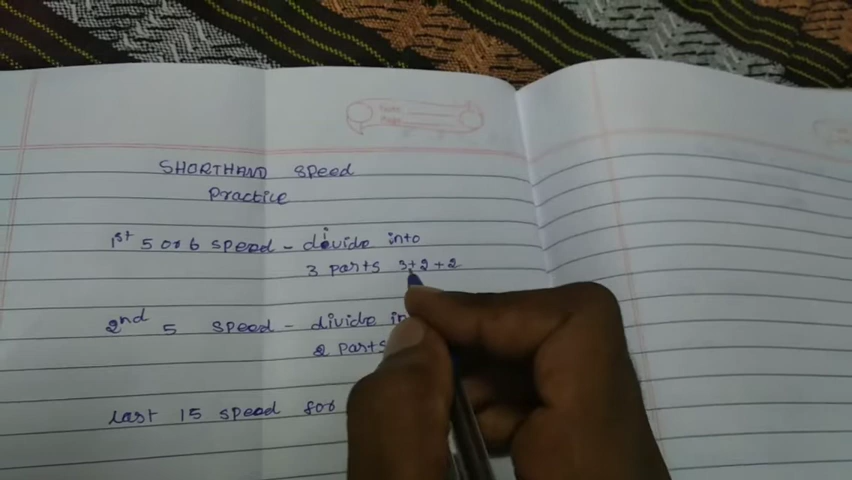 SHORTHAND Speed
Practice
1st 5 or 6 speed - divide into
3 parts 3+2+2
2nd 5 speed - divide in
2 parts
Last 15 speed for